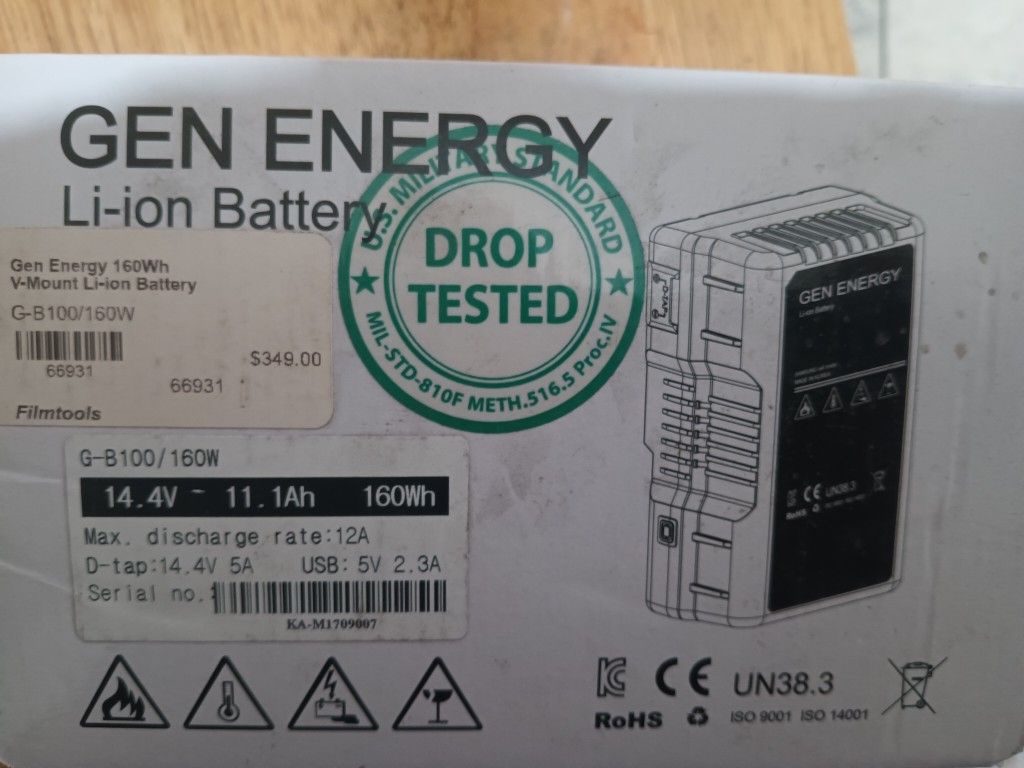 GEN ENERGY
Li-ion Battery
U.S. MILITARY STANDARD
DROP
TESTED
MIL-STD-810F METH.516.5 Proc.IV
Gen Energy 160Wh
V-Mount Li-ion Battery
G-B100/160W
66931
$349.00
66931
Filmtools
G-B100/160W
14.4V ~ 11.1Ah 160Wh
Max. discharge rate:12A
D-tap:14.4V 5A USB: 5V 2.3A
Serial no.:
KA-M1709007
GEN ENERGY
Li-ion Battery
MADE IN KOREA
CE UN38.3
RoHS
CE UN38.3
RoHS ISO 9001 ISO 14001